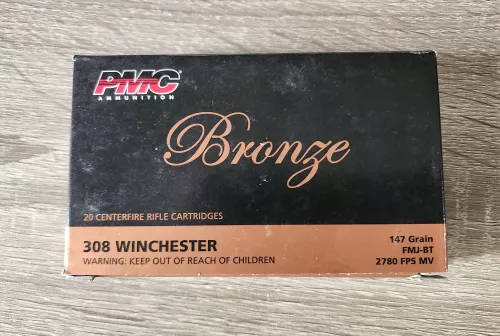 PMC
AMMUNITION
Bronze
20 CENTERFIRE RIFLE CARTRIDGES
308 WINCHESTER
WARNING: KEEP OUT OF REACH OF CHILDREN
147 Grain
FMJ-BT
2780 FPS MV